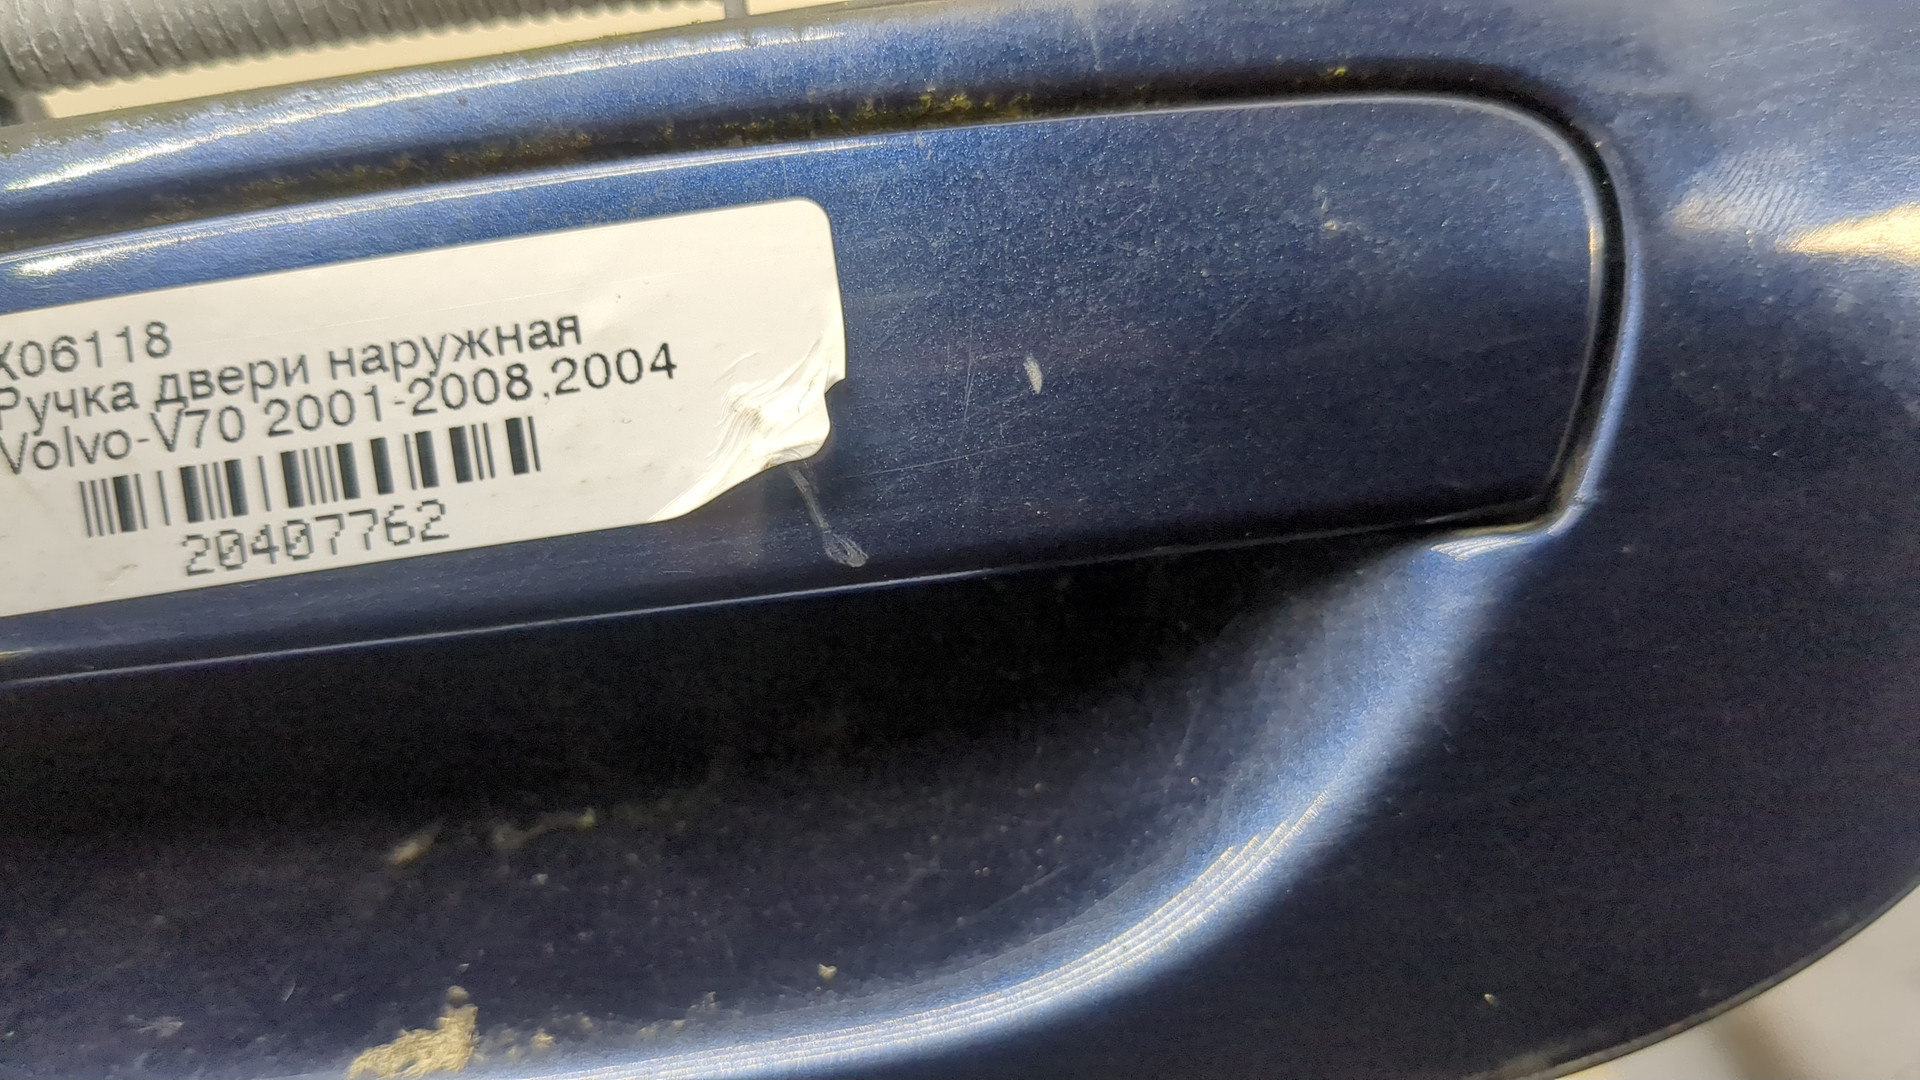 X06118
Ручка двери наружная
Volvo-V70 2001-2008,2004
20407762